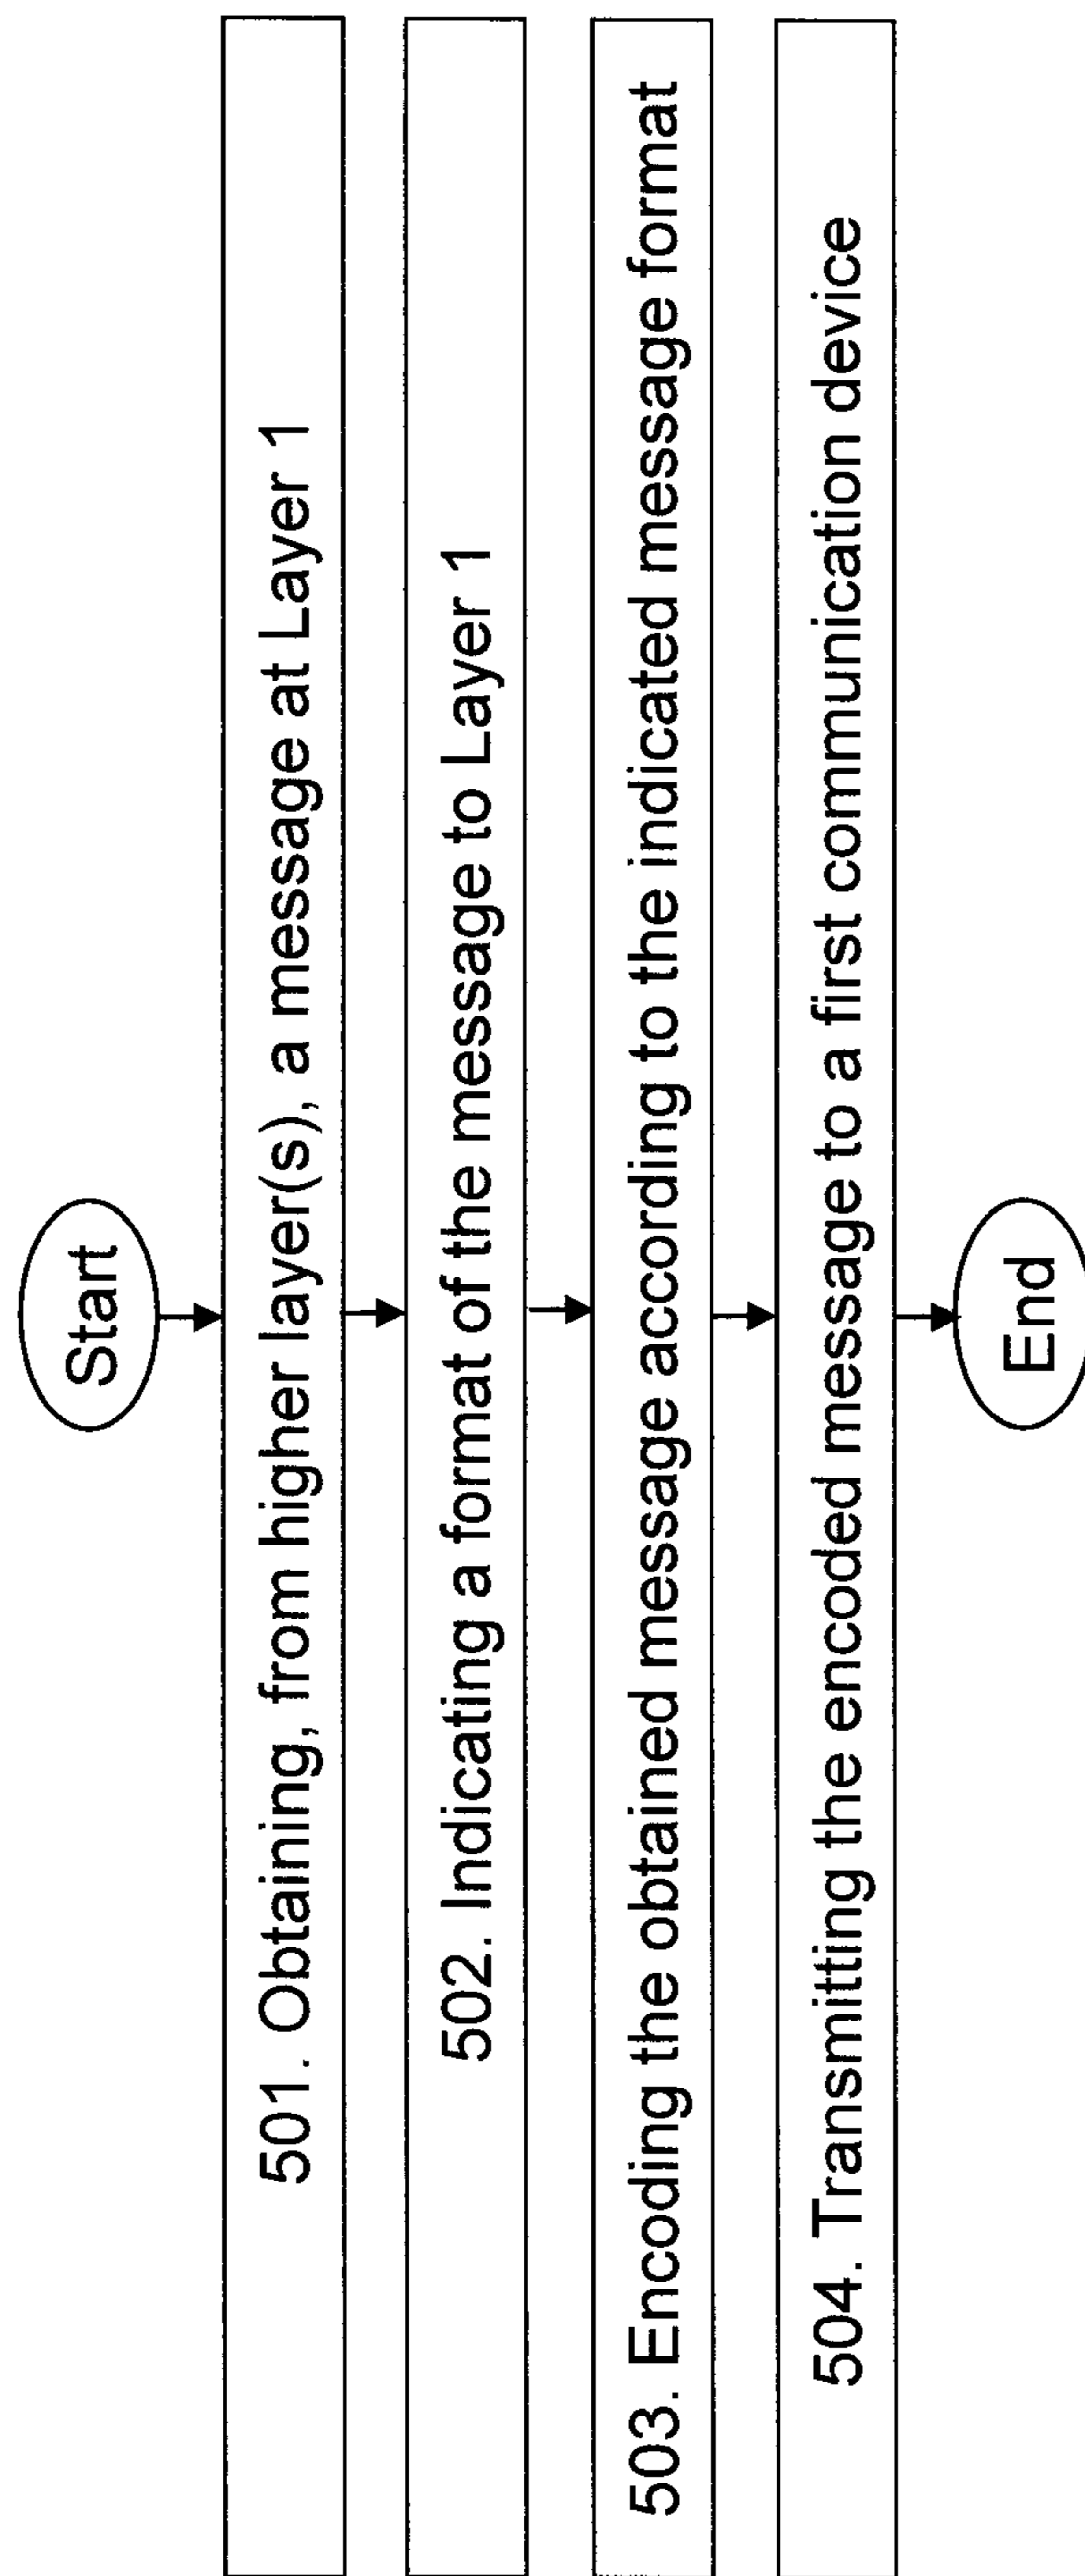 Start
501. Obtaining, from higher layer(s), a message at Layer 1
502. Indicating a format of the message to Layer 1
503. Encoding the obtained message according to the indicated message format
504. Transmitting the encoded message to a first communication device
End